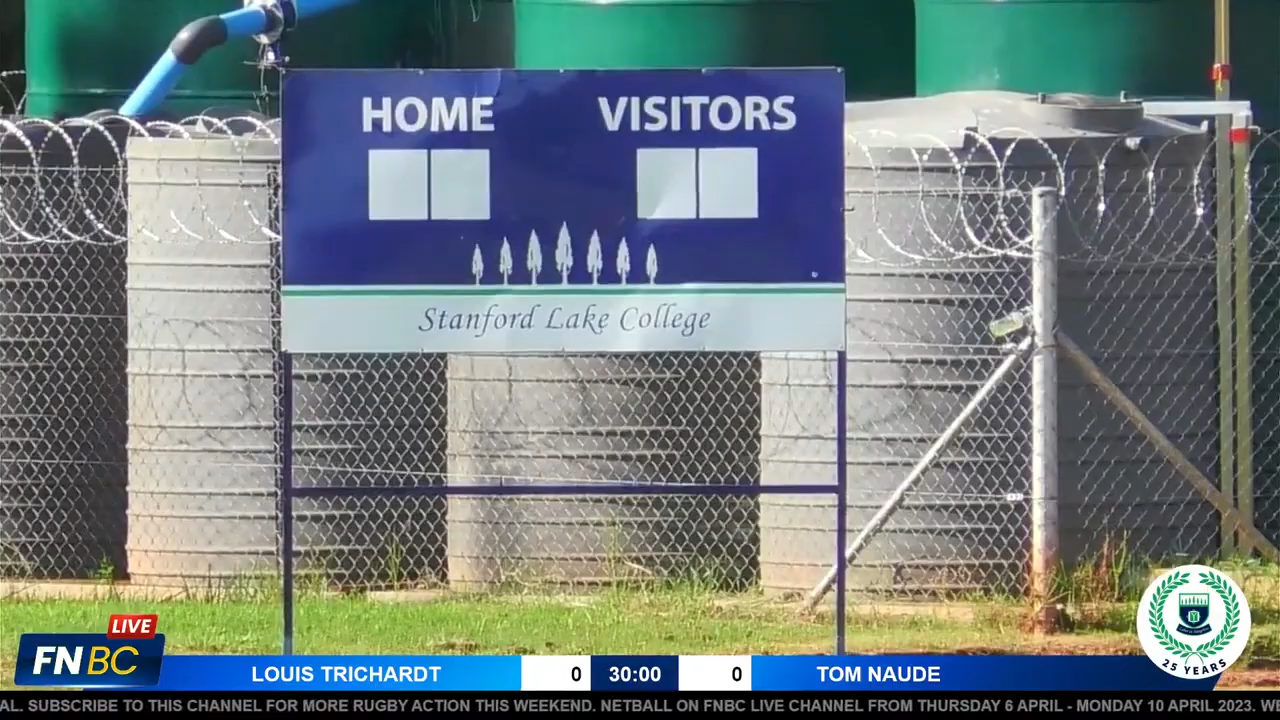 HOME VISITORS
Stanford Lake College
LIVE
FNBC LOUIS TRICHARDT 0 30:00 0 TOM NAUDE
25 YEARS
AL. SUBSCRIBE TO THIS CHANNEL FOR MORE RUGBY ACTION THIS WEEKEND. NETBALL ON FNBC LIVE CHANNEL FROM THURSDAY 6 APRIL - MONDAY 10 APRIL 2023. WE